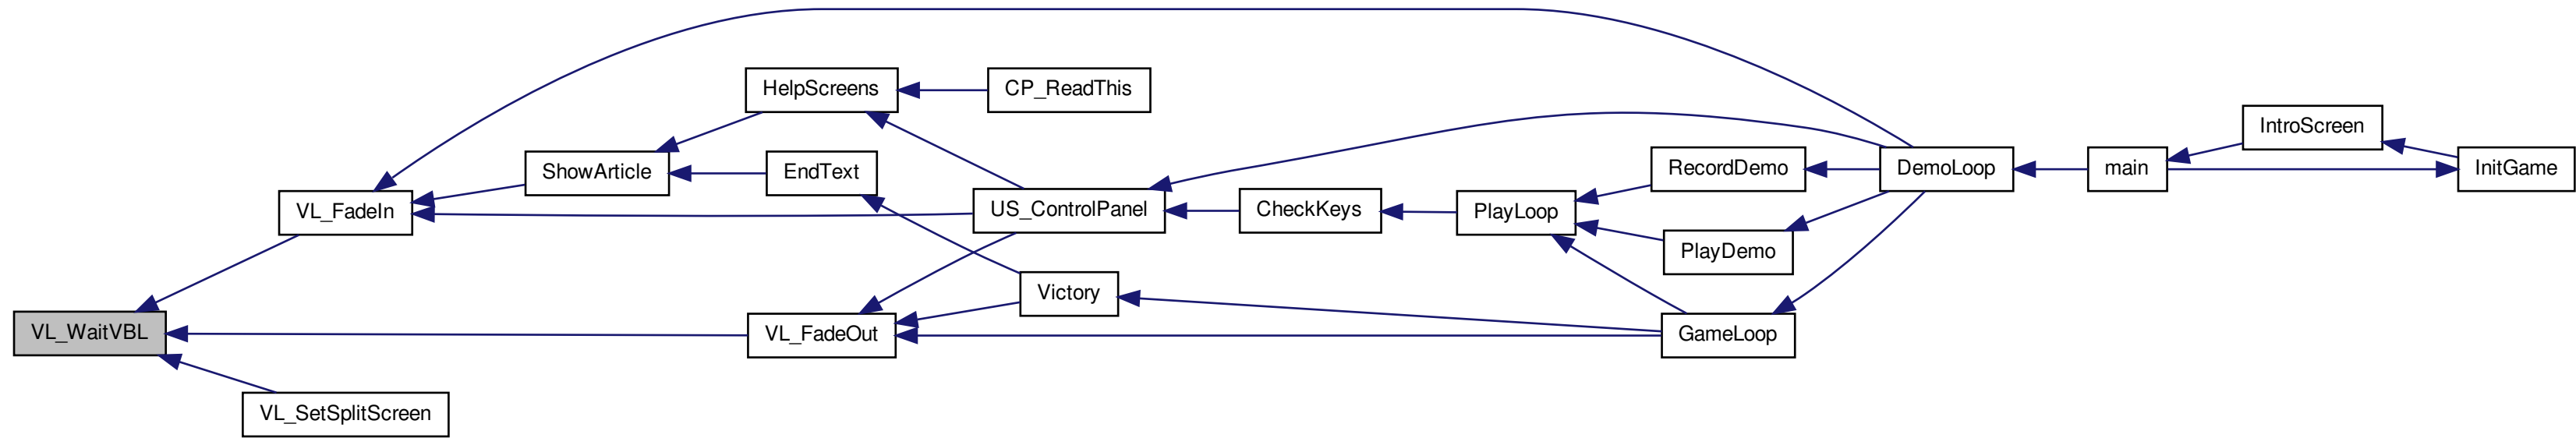 HelpScreens
CP_ReadThis
IntroScreen
ShowArticle
EndText
RecordDemo
DemoLoop
main
InitGame
VL_FadeIn
US_ControlPanel
CheckKeys
PlayLoop
PlayDemo
Victory
VL_WaitVBL
VL_FadeOut
GameLoop
VL_SetSplitScreen